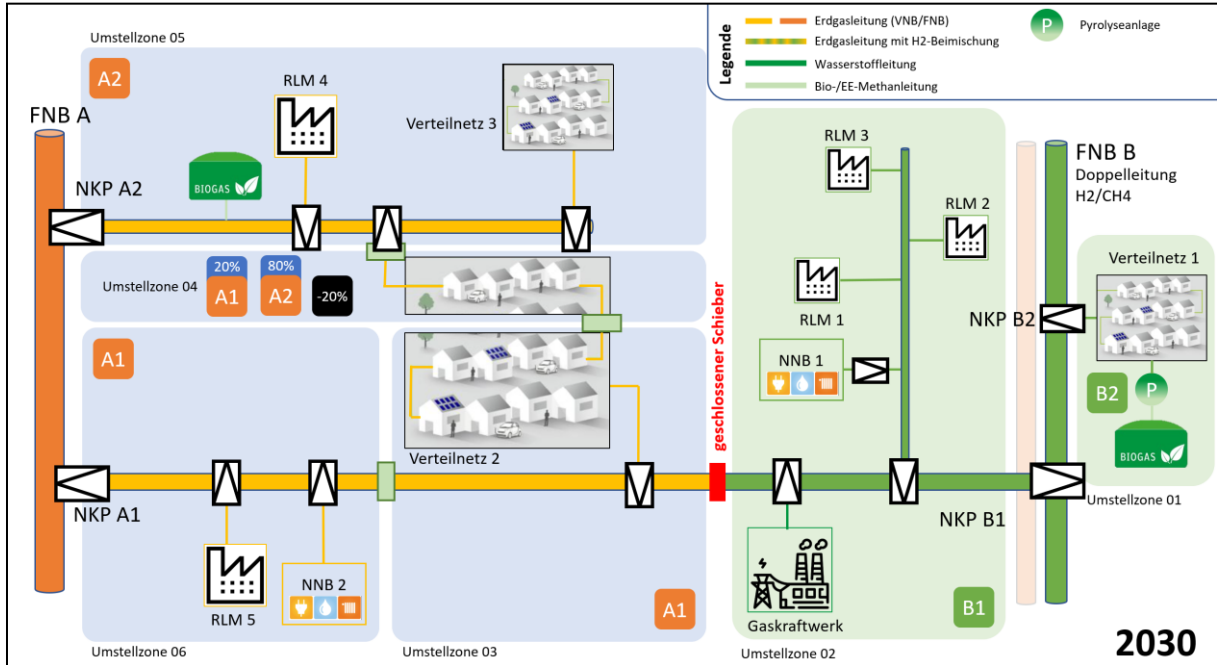 Umstellzone 05
A2
FNB A
NKP A2
BIOGAS
RLM 4
Verteilnetz 3
Legende
Erdgasleitung (VNB/FNB)
Erdgasleitung mit H2-Beimischung
Wasserstoffleitung
Bio-/EE-Methanleitung
P
Pyrolyseanlage
Umstellzone 04
20%
A1
80%
A2
-20%
A1
Verteilnetz 2
NKP A1
RLM 5
NNB 2
A1
Umstellzone 06
Umstellzone 03
geschlossener Schieber
RLM 3
RLM 2
RLM 1
NNB 1
Gaskraftwerk
B1
NKP B1
Umstellzone 02
FNB B
Doppelleitung
H2/CH4
Verteilnetz 1
NKP B2
B2
P
BIOGAS
Umstellzone 01
2030